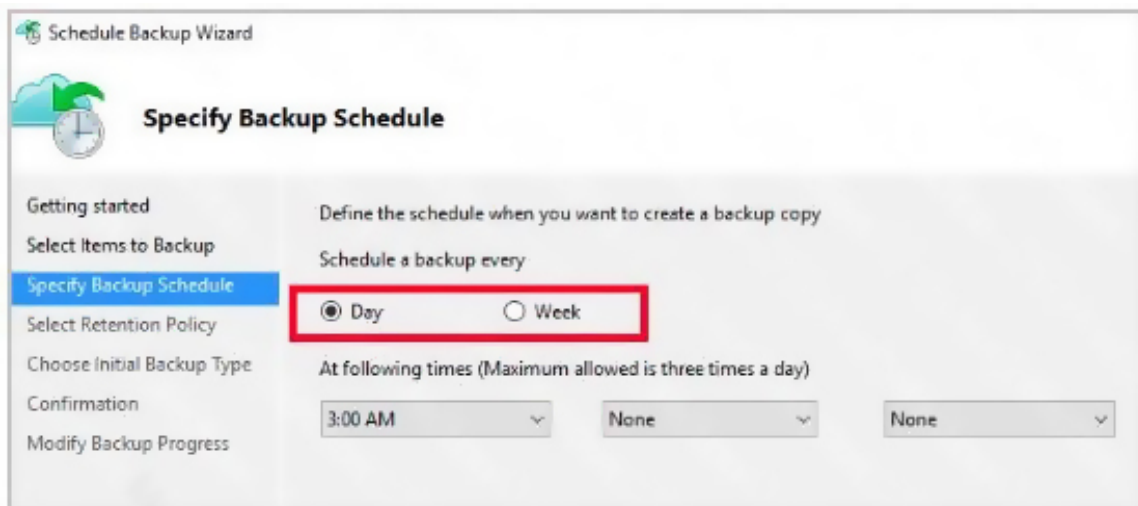 Schedule Backup Wizard
Specify Backup Schedule
Getting started
Select Items to Backup
Specify Backup Schedule
Select Retention Policy
Choose Initial Backup Type
Confirmation
Modify Backup Progress
Define the schedule when you want to create a backup copy
Schedule a backup every
Day Week
At following times (Maximum allowed is three times a day)
3:00 AM None None